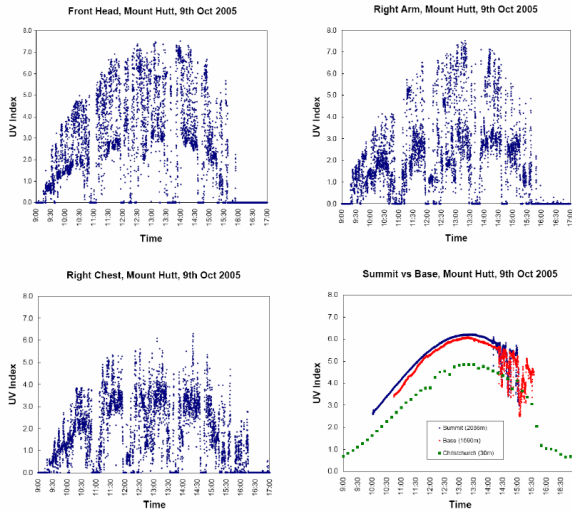 Front Head, Mount Hutt, 9th Oct 2005
8.0
7.0
6.0
5.0
4.0
3.0
2.0
1.0
0.0
UV Index
9:00 9:30 10:00 10:30 11:00 11:30 12:00 12:30 13:00 13:30 14:00 14:30 15:00 15:30 16:00 16:30 17:00
Time
Right Arm, Mount Hutt, 9th Oct 2005
8.0
7.0
6.0
5.0
4.0
3.0
2.0
1.0
0.0
UV Index
9:00 9:30 10:00 10:30 11:00 11:30 12:00 12:30 13:00 13:30 14:00 14:30 15:00 15:30 16:00 16:30 17:00
Time
Right Chest, Mount Hutt, 9th Oct 2005
8.0
7.0
6.0
5.0
4.0
3.0
2.0
1.0
0.0
UV Index
9:00 9:30 10:00 10:30 11:00 11:30 12:00 12:30 13:00 13:30 14:00 14:30 15:00 15:30 16:00 16:30 17:00
Time
Summit vs Base, Mount Hutt, 9th Oct 2005
8.0
7.0
6.0
5.0
4.0
3.0
2.0
1.0
0.0
UV Index
Summit (2086m)
Base (1690m)
Christchurch (30m)
9:00 9:30 10:00 10:30 11:00 11:30 12:00 12:30 13:00 13:30 14:00 14:30 15:00 15:30 16:00 16:30
Time